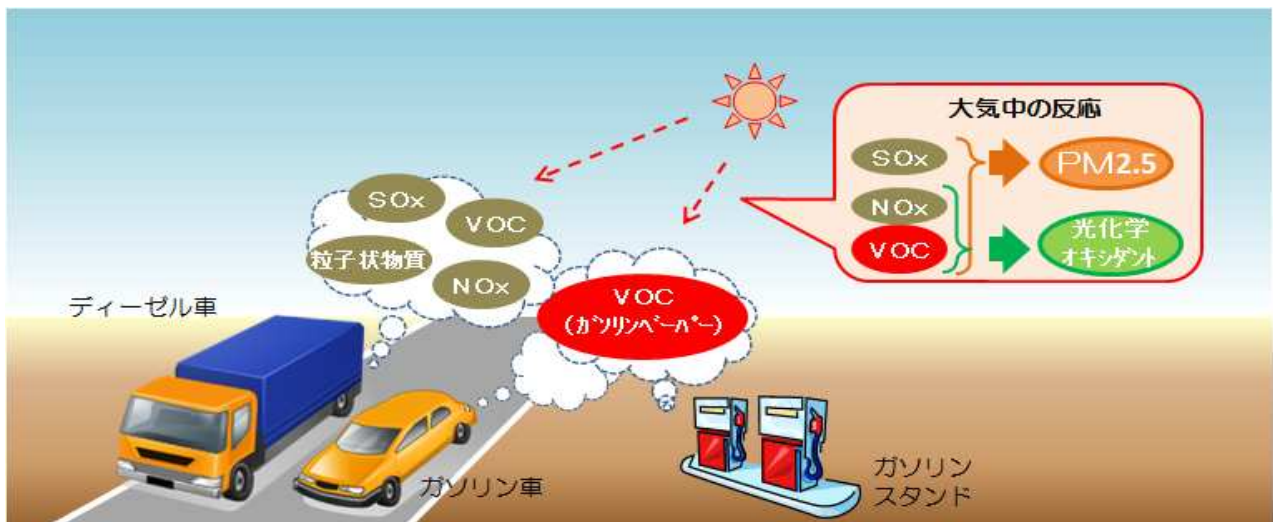 大気中の反応
SOx
PM2.5
NOx
VOC
光化学
オキシダント
SOx
VOC
粒子状物質
NOx
VOC
(ｶﾞｿﾘﾝﾍﾞｰﾊﾟｰ)
ディーゼル車
ガソリン車
ガソリン
スタンド